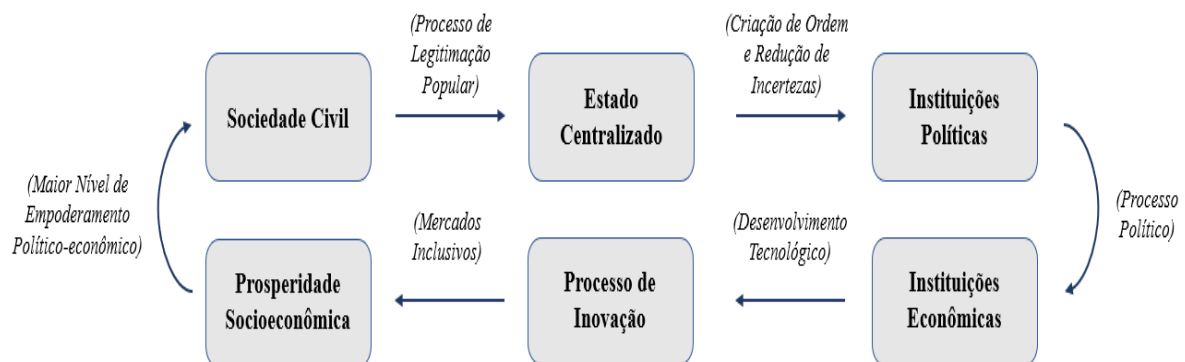 Sociedade Civil
(Processo de
Legitimação
Popular)
Estado
Centralizado
(Criação de Ordem
e Redução de
Incertezas)
Instituições
Políticas
(Processo
Político)
Instituições
Econômicas
(Desenvolvimento
Tecnológico)
Processo de
Inovação
(Mercados
Inclusivos)
Prosperidade
Socioeconômica
(Maior Nível de
Empoderamento
Político-econômico)